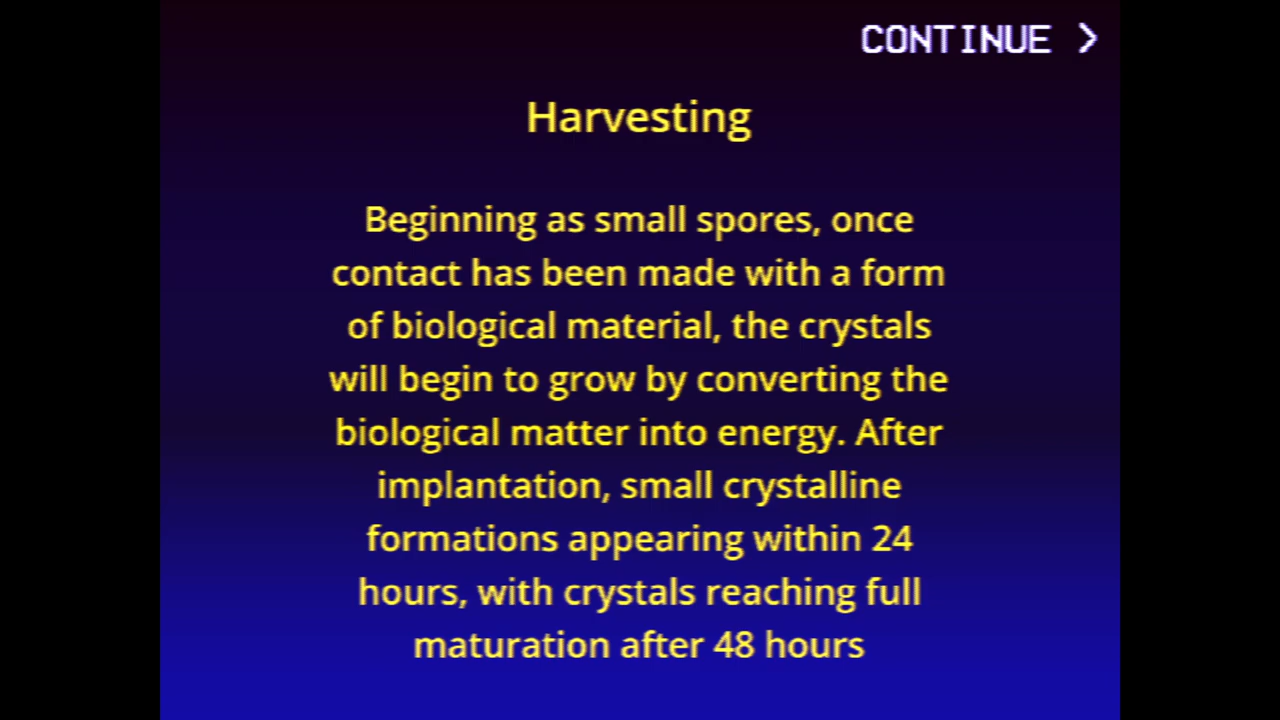 CONTINUE >
Harvesting
Beginning as small spores, once
contact has been made with a form
of biological material, the crystals
will begin to grow by converting the
biological matter into energy. After
implantation, small crystalline
formations appearing within 24
hours, with crystals reaching full
maturation after 48 hours